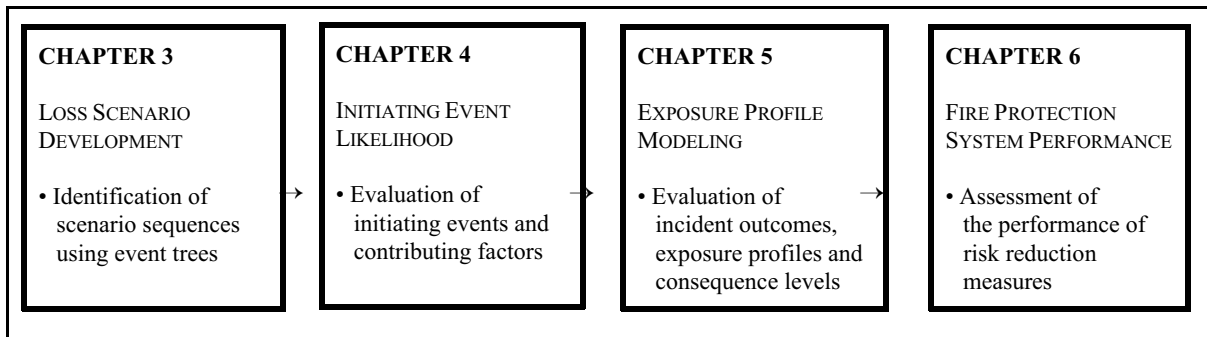 CHAPTER 3
LOSS SCENARIO
DEVELOPMENT
• Identification of
scenario sequences
using event trees
→
CHAPTER 4
INITIATING EVENT
LIKELIHOOD
• Evaluation of
initiating events and
contributing factors
→
CHAPTER 5
EXPOSURE PROFILE
MODELING
• Evaluation of
incident outcomes,
exposure profiles and
consequence levels
→
CHAPTER 6
FIRE PROTECTION
SYSTEM PERFORMANCE
• Assessment of
the performance of
risk reduction
measures